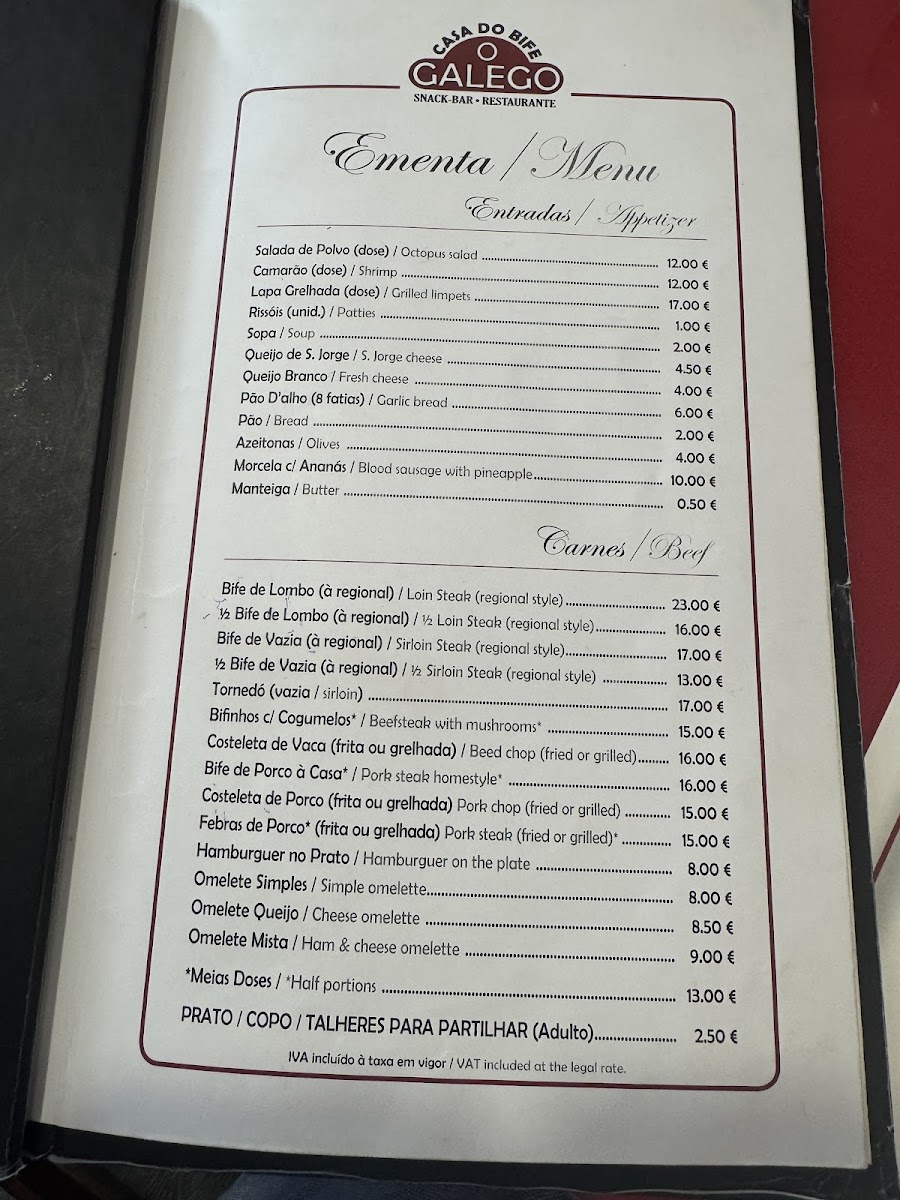 CASA DO BIFE
O
GALEGO
SNACK-BAR • RESTAURANTE
Ementa / Menu
Entradas / Appetizer
Salada de Polvo (dose) / Octopus salad ........ 12.00 €
Camarão (dose) / Shrimp ........ 12.00 €
Lapa Grelhada (dose) / Grilled limpets ........ 17.00 €
Rissóis (unid.) / Patties ........ 1.00 €
Sopa / Soup ........ 2.00 €
Queijo de S. Jorge / S. Jorge cheese ........ 4.50 €
Queijo Branco / Fresh cheese ........ 4.00 €
Pão D'alho (8 fatias) / Garlic bread ........ 6.00 €
Pão / Bread ........ 2.00 €
Azeitonas / Olives ........ 4.00 €
Morcela c/ Ananás / Blood sausage with pineapple ........ 10.00 €
Manteiga / Butter ........ 0.50 €
Carnes / Beef
Bife de Lombo (à regional) / Loin Steak (regional style) ........ 23.00 €
½ Bife de Lombo (à regional) / ½ Loin Steak (regional style) ........ 16.00 €
Bife de Vazia (à regional) / Sirloin Steak (regional style) ........ 17.00 €
½ Bife de Vazia (à regional) / ½ Sirloin Steak (regional style) ........ 13.00 €
Tornedó (vazia / sirloin) ........ 17.00 €
Bifinhos c/ Cogumelos* / Beefsteak with mushrooms* ........ 15.00 €
Costeleta de Vaca (frita ou grelhada) / Beed chop (fried or grilled) ........ 16.00 €
Bife de Porco à Casa* / Pork steak homestyle* ........ 16.00 €
Costeleta de Porco (frita ou grelhada) Pork chop (fried or grilled) ........ 15.00 €
Febras de Porco* (frita ou grelhada) Pork steak (fried or grilled)* ........ 15.00 €
Hamburguer no Prato / Hamburguer on the plate ........ 8.00 €
Omelete Simples / Simple omelette ........ 8.00 €
Omelete Queijo / Cheese omelette ........ 8.50 €
Omelete Mista / Ham & cheese omelette ........ 9.00 €
*Meias Doses / *Half portions ........ 13.00 €
PRATO / COPO / TALHERES PARA PARTILHAR (Adulto) ........ 2.50 €
IVA incluído à taxa em vigor / VAT included at the legal rate.